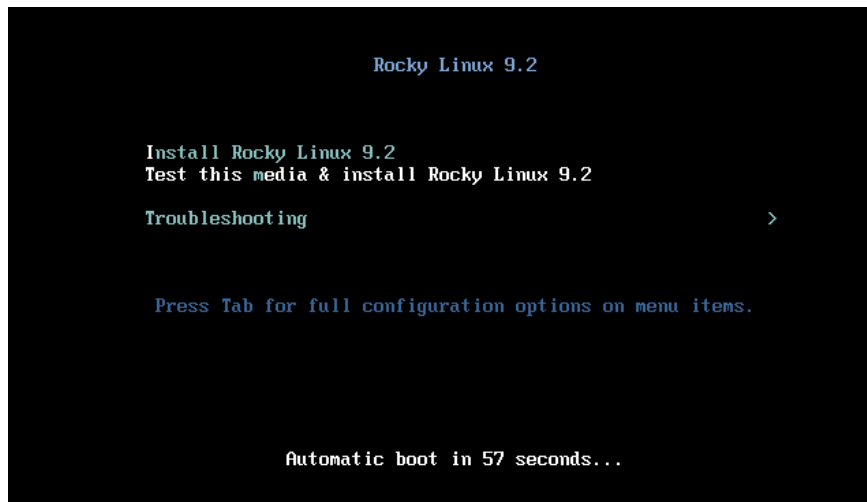 Rocky Linux 9.2
Install Rocky Linux 9.2
Test this media & install Rocky Linux 9.2
Troubleshooting >
Press Tab for full configuration options on menu items.
Automatic boot in 57 seconds...